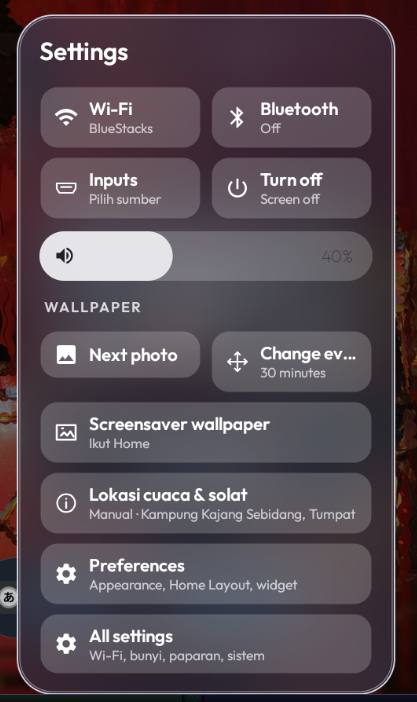 Settings
Wi-Fi
BlueStacks
Bluetooth
Off
Inputs
Pilih sumber
Turn off
Screen off
40%
WALLPAPER
Next photo
Change ev...
30 minutes
Screensaver wallpaper
Ikut Home
Lokasi cuaca & solat
Manual · Kampung Kajang Sebidang, Tumpat
Preferences
Appearance, Home Layout, widget
あ
All settings
Wi-Fi, bunyi, paparan, sistem